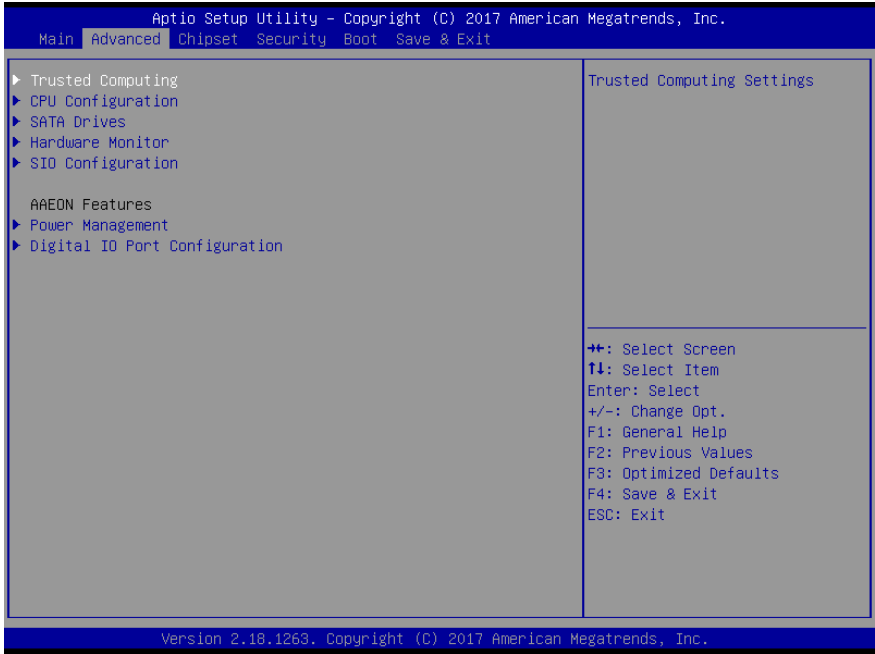 Aptio Setup Utility – Copyright (C) 2017 American Megatrends, Inc.
Main Advanced Chipset Security Boot Save & Exit
Trusted Computing
CPU Configuration
SATA Drives
Hardware Monitor
SIO Configuration
AAEON Features
Power Management
Digital IO Port Configuration
Trusted Computing Settings
→←: Select Screen
↑↓: Select Item
Enter: Select
+/-: Change Opt.
F1: General Help
F2: Previous Values
F3: Optimized Defaults
F4: Save & Exit
ESC: Exit
Version 2.18.1263. Copyright (C) 2017 American Megatrends, Inc.